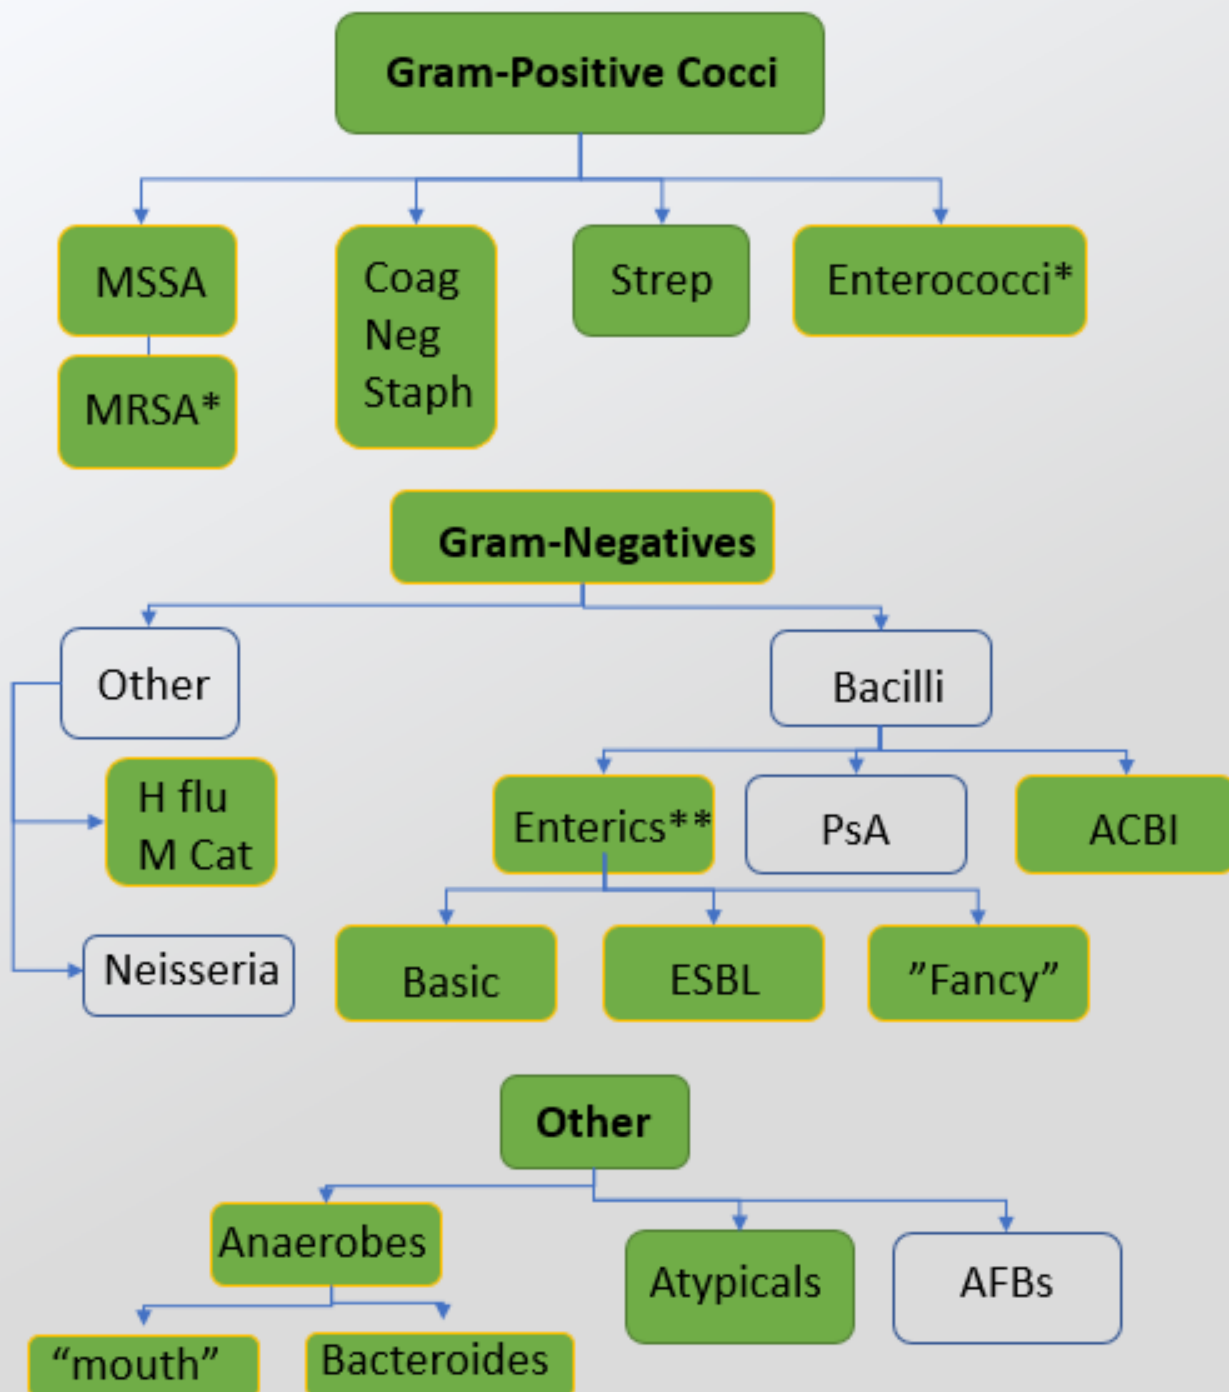 Gram-Positive Cocci
MSSA
MRSA*
Coag
Neg
Staph
Strep
Enterococci*
Gram-Negatives
Other
Bacilli
H flu
M Cat
Neisseria
Enterics**
PsA
ACBI
Basic
ESBL
”Fancy”
Other
Anaerobes
Atypicals
AFBs
“mouth”
Bacteroides